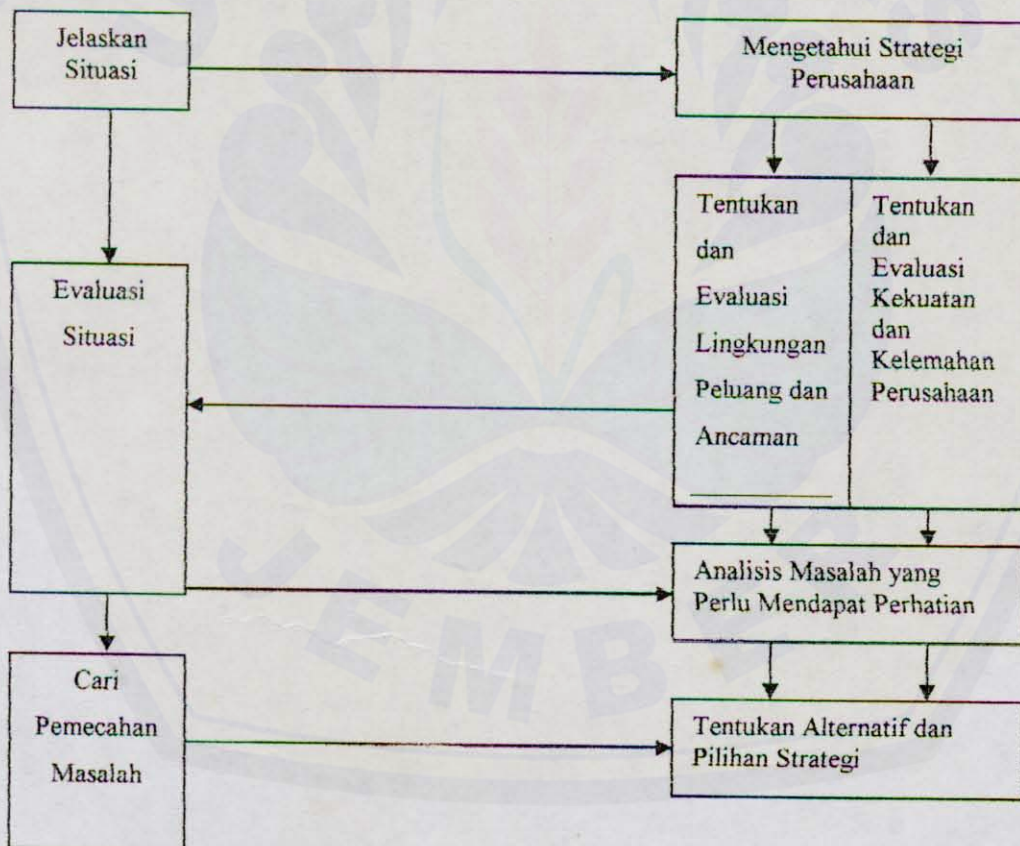 Jelaskan
Situasi
Mengetahui Strategi
Perusahaan
Tentukan
dan
Evaluasi
Lingkungan
Peluang dan
Ancaman
Tentukan
dan
Evaluasi
Kekuatan
dan
Kelemahan
Perusahaan
Evaluasi
Situasi
Analisis Masalah yang
Perlu Mendapat Perhatian
Cari
Pemecahan
Masalah
Tentukan Alternatif dan
Pilihan Strategi
JEMBER